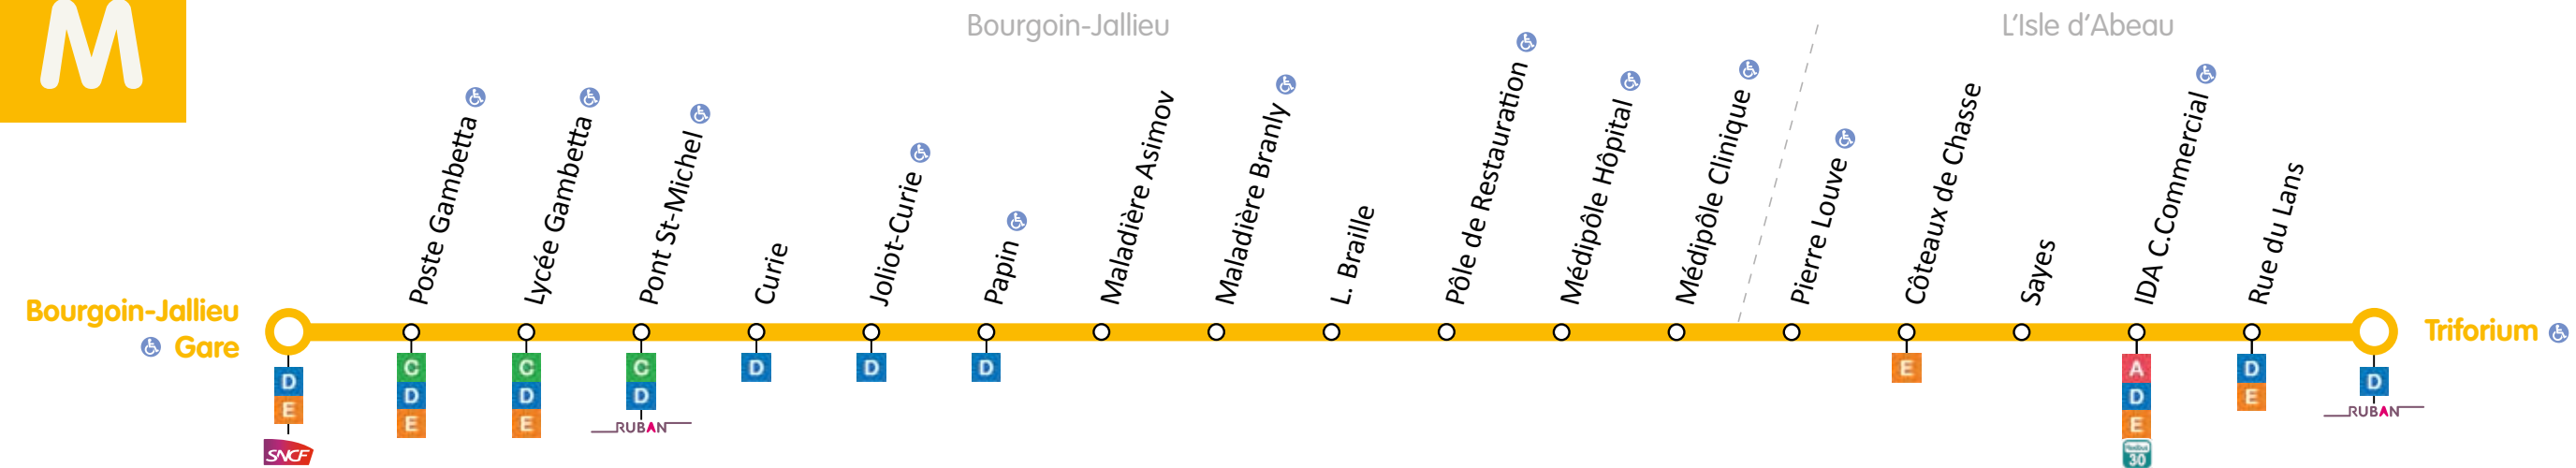 M
Bourgoin-Jallieu
L'Isle d'Abeau
Bourgoin-Jallieu
Gare
Poste Gambetta
Lycée Gambetta
Pont St-Michel
Curie
Joliot-Curie
Papin
Maladière Asimov
Maladière Branly
L. Braille
Pôle de Restauration
Médipôle Hôpital
Médipôle Clinique
Pierre Louve
Côteaux de Chasse
Sayes
IDA C.Commercial
Rue du Lans
Triforium
D
E
SNCF
C
D
E
C
D
E
C
D
RUBAN
D
D
D
E
A
D
E
30
D
E
D
RUBAN